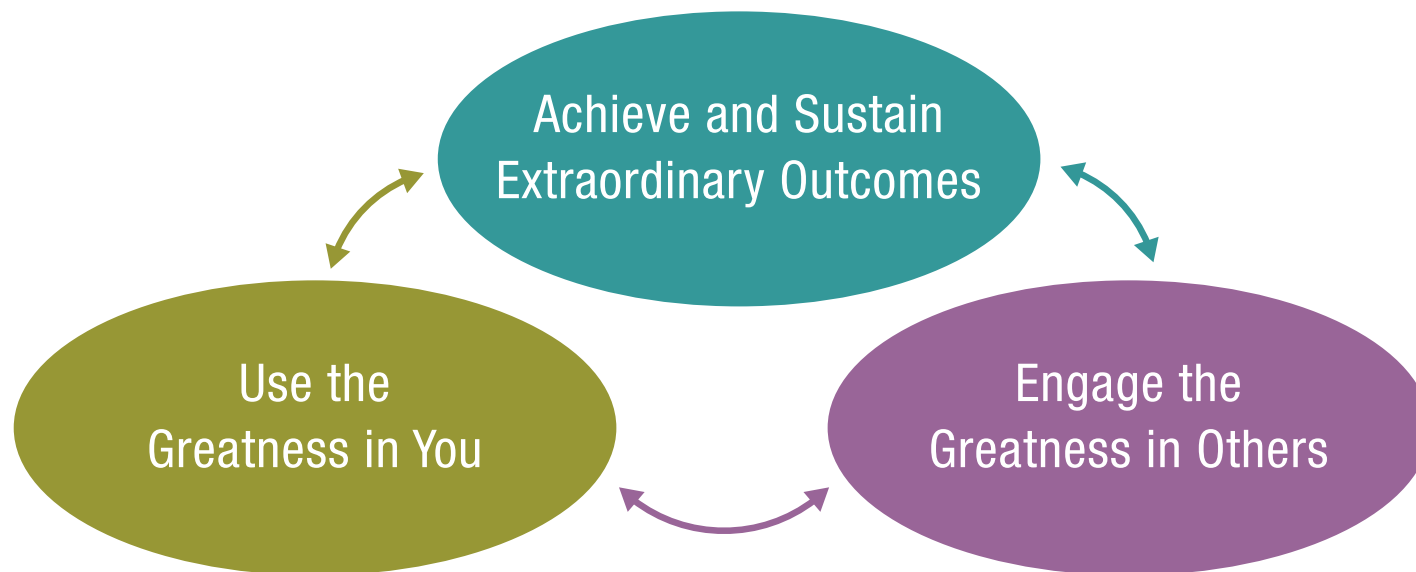 Achieve and Sustain
Extraordinary Outcomes
Use the
Greatness in You
Engage the
Greatness in Others